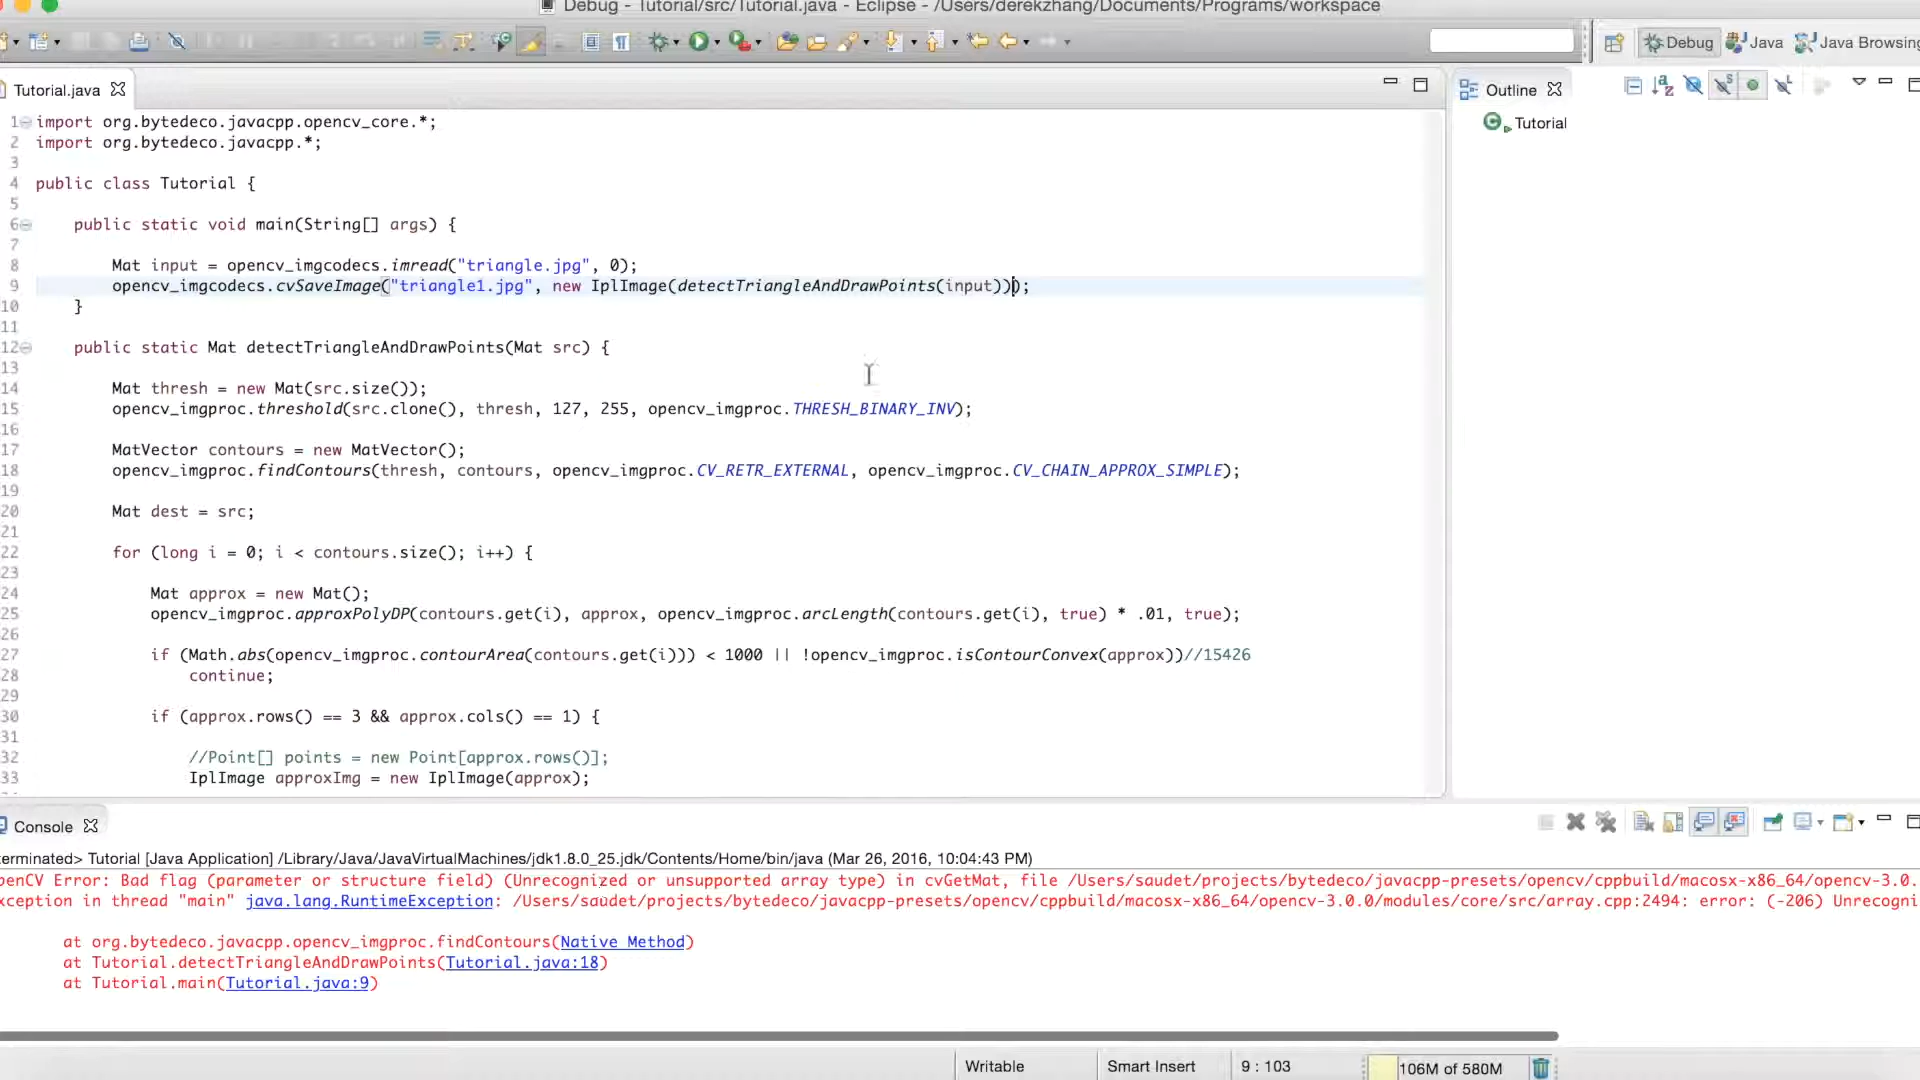 Debug - Tutorial/src/Tutorial.java - Eclipse - /Users/derekzhang/Documents/Programs/workspace
Debug Java Java Browsing
Tutorial.java
Outline
Tutorial
1 import org.bytedeco.javacpp.opencv_core.*;
2 import org.bytedeco.javacpp.*;
3
4 public class Tutorial {
5
6 public static void main(String[] args) {
7
8 Mat input = opencv_imgcodecs.imread("triangle.jpg", 0);
9 opencv_imgcodecs.cvSaveImage("triangle1.jpg", new IplImage(detectTriangleAndDrawPoints(input)));
10 }
11
12 public static Mat detectTriangleAndDrawPoints(Mat src) {
13
14 Mat thresh = new Mat(src.size());
15 opencv_imgproc.threshold(src.clone(), thresh, 127, 255, opencv_imgproc.THRESH_BINARY_INV);
16
17 MatVector contours = new MatVector();
18 opencv_imgproc.findContours(thresh, contours, opencv_imgproc.CV_RETR_EXTERNAL, opencv_imgproc.CV_CHAIN_APPROX_SIMPLE);
19
20 Mat dest = src;
21
22 for (long i = 0; i < contours.size(); i++) {
23
24 Mat approx = new Mat();
25 opencv_imgproc.approxPolyDP(contours.get(i), approx, opencv_imgproc.arcLength(contours.get(i), true) * .01, true);
26
27 if (Math.abs(opencv_imgproc.contourArea(contours.get(i))) < 1000 || !opencv_imgproc.isContourConvex(approx))//15426
28 continue;
29
30 if (approx.rows() == 3 && approx.cols() == 1) {
31
32 //Point[] points = new Point[approx.rows()];
33 IplImage approxImg = new IplImage(approx);
Console
terminated> Tutorial [Java Application] /Library/Java/JavaVirtualMachines/jdk1.8.0_25.jdk/Contents/Home/bin/java (Mar 26, 2016, 10:04:43 PM)
penCV Error: Bad flag (parameter or structure field) (Unrecognized or unsupported array type) in cvGetMat, file /Users/saudet/projects/bytedeco/javacpp-presets/opencv/cppbuild/macosx-x86_64/opencv-3.0.
xception in thread "main" java.lang.RuntimeException: /Users/saudet/projects/bytedeco/javacpp-presets/opencv/cppbuild/macosx-x86_64/opencv-3.0.0/modules/core/src/array.cpp:2494: error: (-206) Unrecogni
at org.bytedeco.javacpp.opencv_imgproc.findContours(Native Method)
at Tutorial.detectTriangleAndDrawPoints(Tutorial.java:18)
at Tutorial.main(Tutorial.java:9)
Writable Smart Insert 9 : 103 106M of 580M